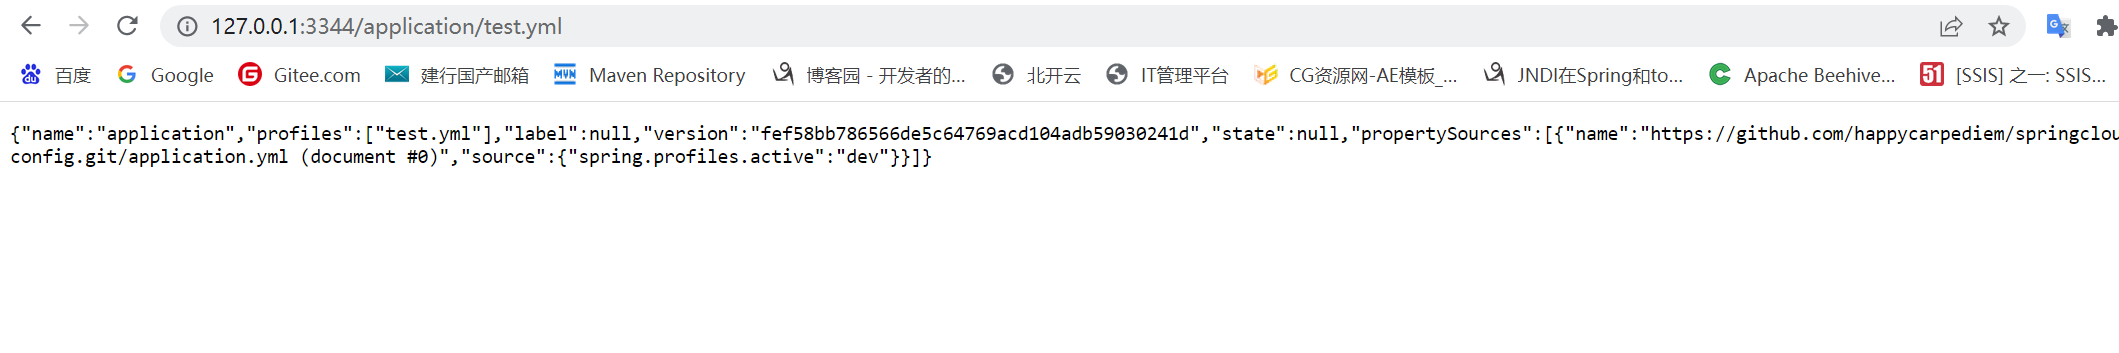 127.0.0.1:3344/application/test.yml
百度 Google Gitee.com 建行国产邮箱 MVN Maven Repository 博客园 - 开发者的... 北开云 IT管理平台 CG资源网-AE模板_... JNDI在Spring和to... Apache Beehive... 51 [SSIS] 之一: SSIS...
{"name":"application","profiles":["test.yml"],"label":null,"version":"fef58bb786566de5c64769acd104adb59030241d","state":null,"propertySources":[{"name":"https://github.com/happycarpediem/springclou
config.git/application.yml (document #0)","source":{"spring.profiles.active":"dev"}}]}